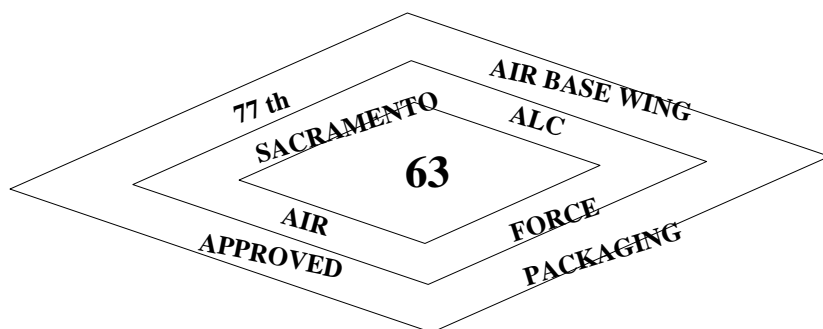 77 th AIR BASE WING
SACRAMENTO ALC
63
AIR FORCE
APPROVED PACKAGING